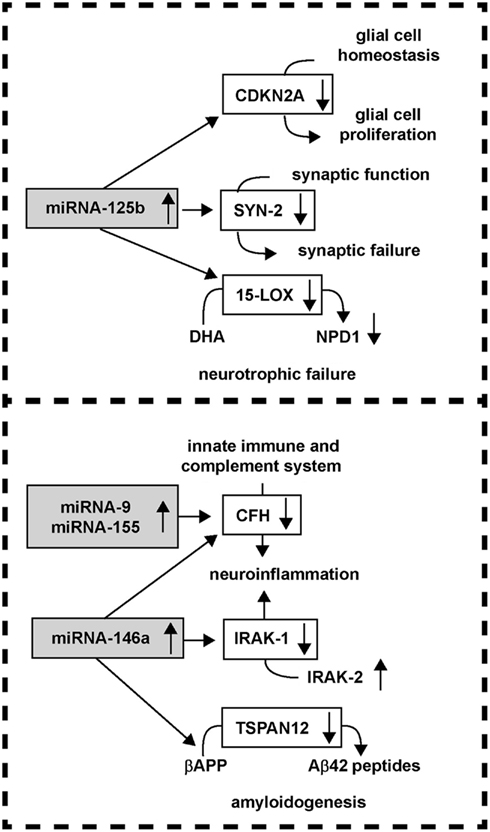 glial cell
homeostasis
CDKN2A
glial cell
proliferation
synaptic function
miRNA-125b
SYN-2
synaptic failure
15-LOX
DHA
NPD1
neurotrophic failure
innate immune and
complement system
miRNA-9
miRNA-155
CFH
neuroinflammation
miRNA-146a
IRAK-1
IRAK-2
TSPAN12
βAPP
Aβ42 peptides
amyloidogenesis